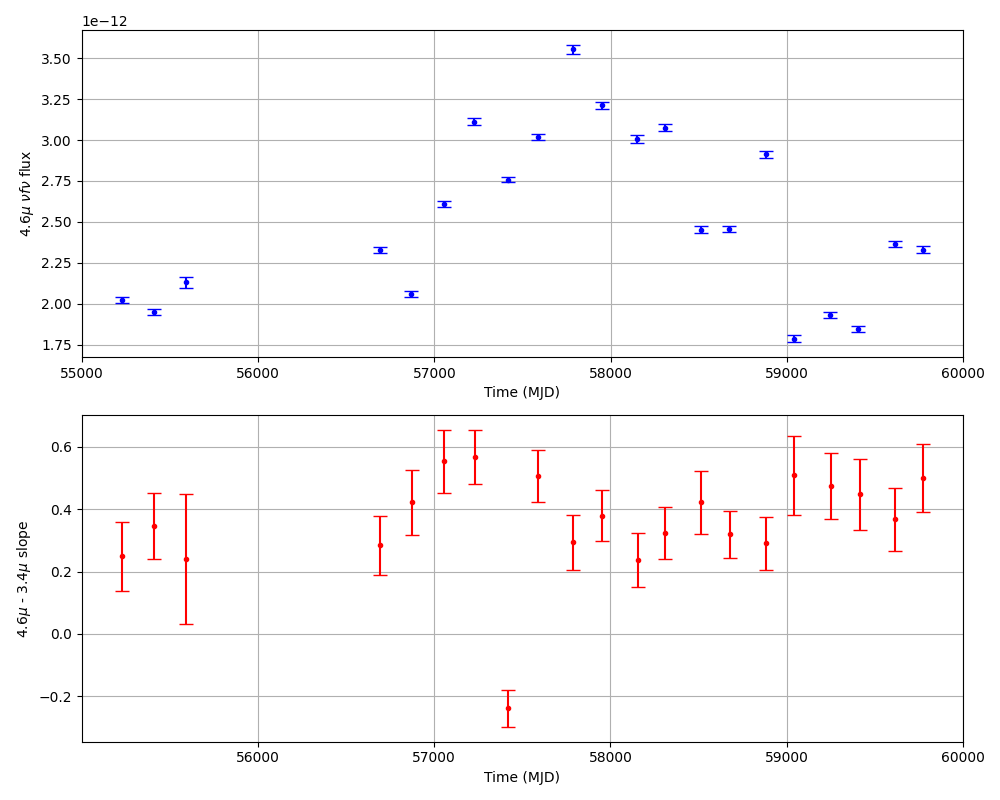 1e−12
3.50
3.25
3.00
2.75
2.50
2.25
2.00
1.75
4.6μ νfν flux
55000 56000 57000 58000 59000 60000
Time (MJD)
0.6
0.4
0.2
0.0
−0.2
4.6μ - 3.4μ slope
56000 57000 58000 59000 60000
Time (MJD)